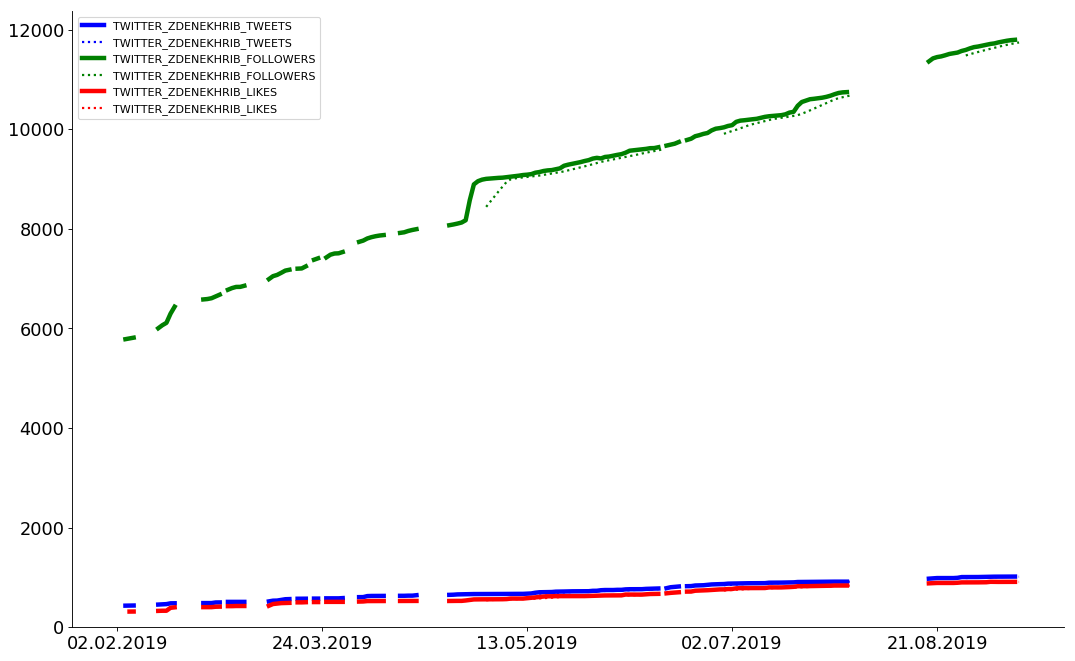 TWITTER_ZDENEKHRIB_TWEETS
TWITTER_ZDENEKHRIB_TWEETS
TWITTER_ZDENEKHRIB_FOLLOWERS
TWITTER_ZDENEKHRIB_FOLLOWERS
TWITTER_ZDENEKHRIB_LIKES
TWITTER_ZDENEKHRIB_LIKES
12000
10000
8000
6000
4000
2000
0
02.02.2019 24.03.2019 13.05.2019 02.07.2019 21.08.2019